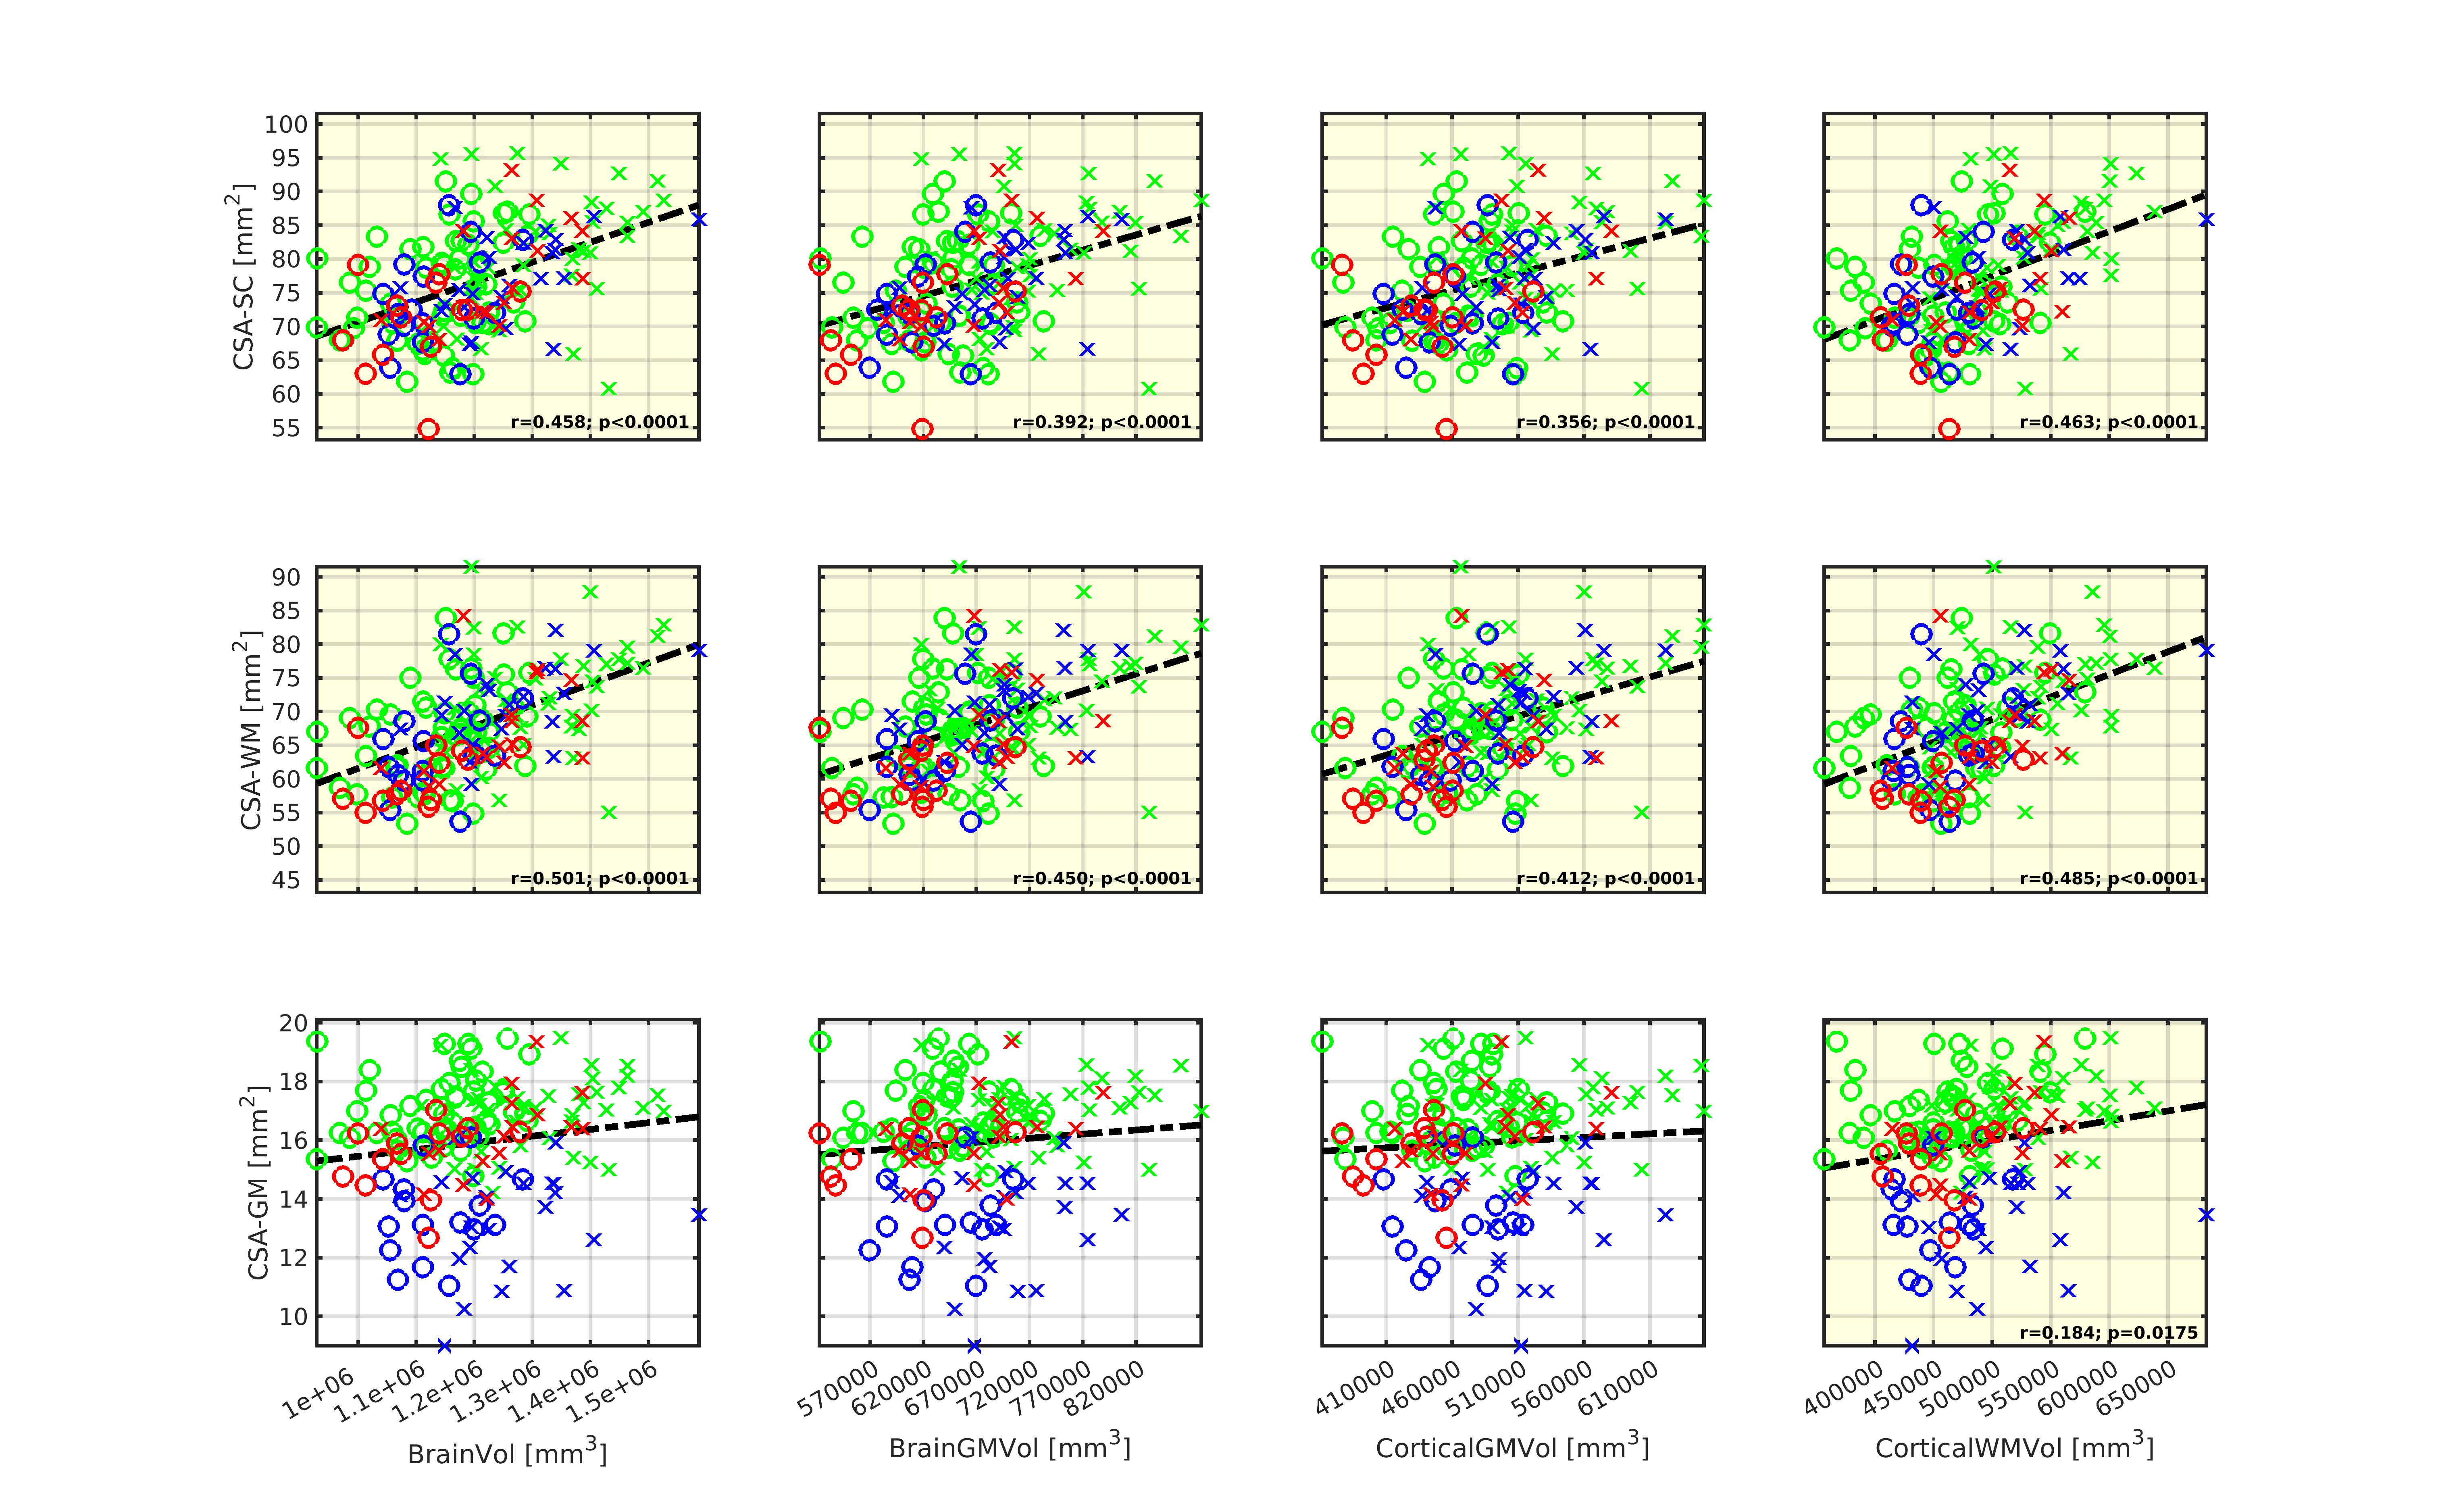 CSA-SC [mm2]
100
95
90
85
80
75
70
65
60
55
r=0.458; p<0.0001
r=0.392; p<0.0001
r=0.356; p<0.0001
r=0.463; p<0.0001
CSA-WM [mm2]
90
85
80
75
70
65
60
55
50
45
r=0.501; p<0.0001
r=0.450; p<0.0001
r=0.412; p<0.0001
r=0.485; p<0.0001
CSA-GM [mm2]
20
18
16
14
12
10
r=0.184; p=0.0175
1e+06 1.1e+06 1.2e+06 1.3e+06 1.4e+06 1.5e+06
570000 620000 670000 720000 770000 820000
410000 460000 510000 560000 610000
400000 450000 500000 550000 600000 650000
BrainVol [mm3]
BrainGMVol [mm3]
CorticalGMVol [mm3]
CorticalWMVol [mm3]